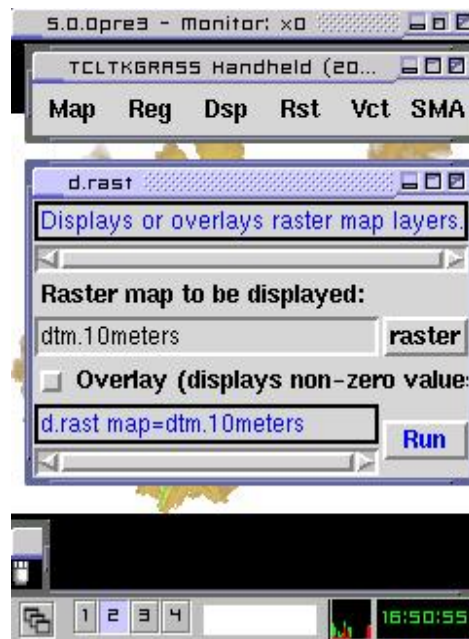 5.0.0pre3 - Monitor: x0
TCLTKGRASS Handheld (20...
Map Reg Dsp Rst Vct SMA
d.rast
Displays or overlays raster map layers.
Raster map to be displayed:
dtm.10meters raster
Overlay (displays non-zero value
d.rast map=dtm.10meters
Run
1 2 3 4
16:50:55